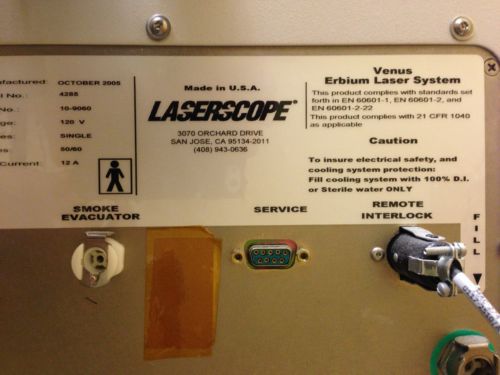 nufactured: OCTOBER 2005
al No.: 4285
No.: 10-9060
age: 120 V
es: SINGLE
50/60
Current: 12 A
Made in U.S.A.
LASERSCOPE®
3070 ORCHARD DRIVE
SAN JOSE, CA 95134-2011
(408) 943-0636
Venus
Erbium Laser System
This product complies with standards set
forth in EN 60601-1, EN 60601-2, and
EN 60601-2-22
This product complies with 21 CFR 1040
as applicable
Caution
To insure electrical safety, and
cooling system protection:
Fill cooling system with 100% D.I.
or Sterile water ONLY
SMOKE
EVACUATOR
SERVICE
REMOTE
INTERLOCK
FILL